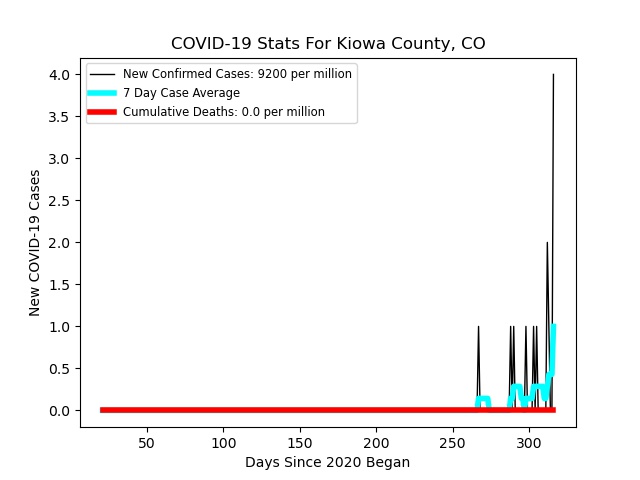 COVID-19 Stats For Kiowa County, CO
New Confirmed Cases: 9200 per million
7 Day Case Average
Cumulative Deaths: 0.0 per million
4.0
3.5
3.0
2.5
2.0
1.5
1.0
0.5
0.0
New COVID-19 Cases
50 100 150 200 250 300
Days Since 2020 Began